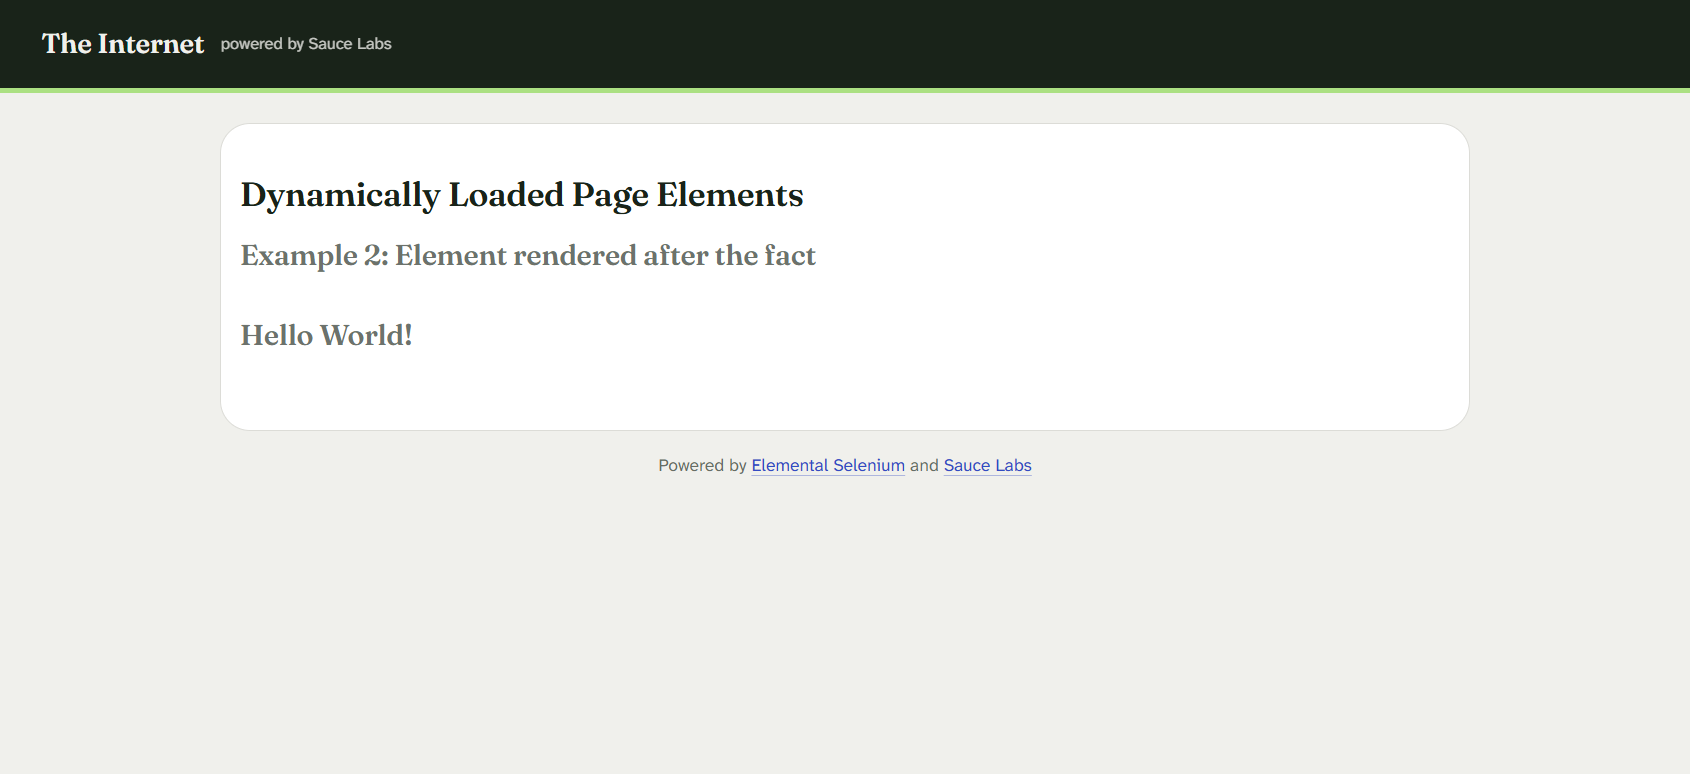 The Internet powered by Sauce Labs
Dynamically Loaded Page Elements
Example 2: Element rendered after the fact
Hello World!
Powered by Elemental Selenium and Sauce Labs